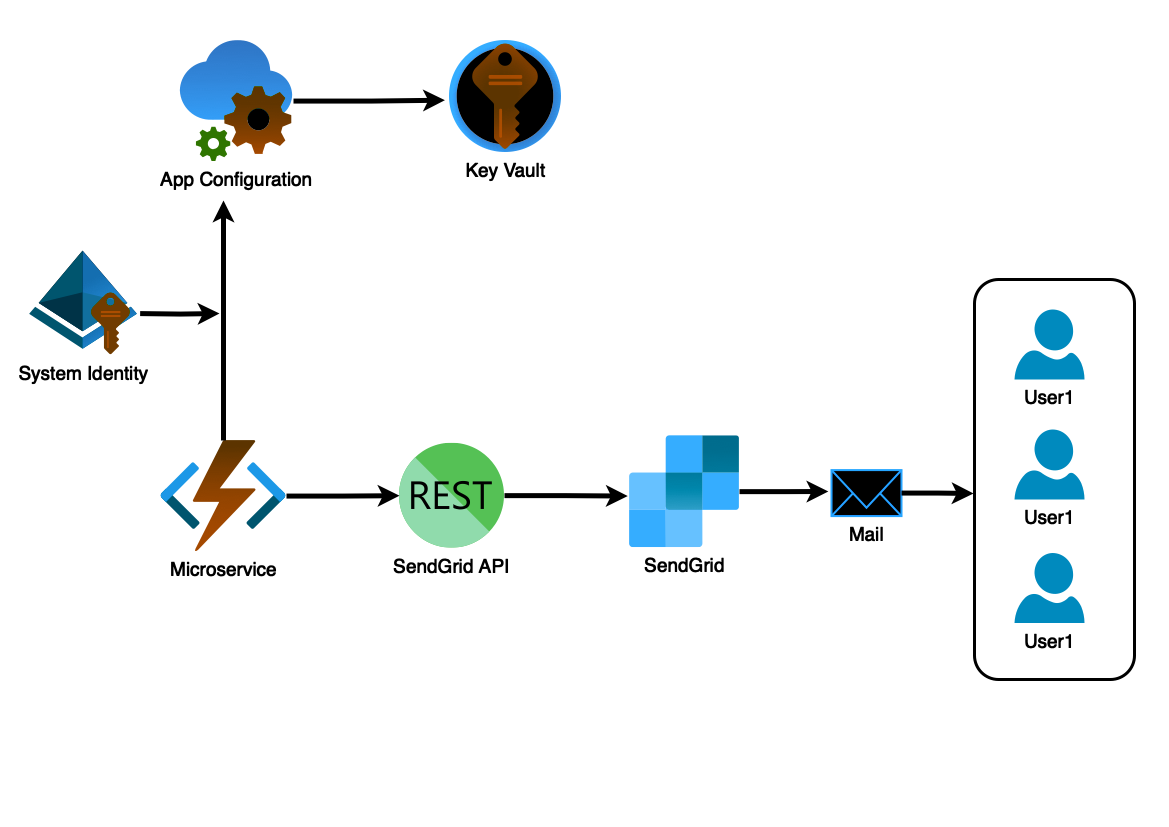 App Configuration
Key Vault
System Identity
User1
User1
REST
Microservice
SendGrid API
SendGrid
Mail
User1